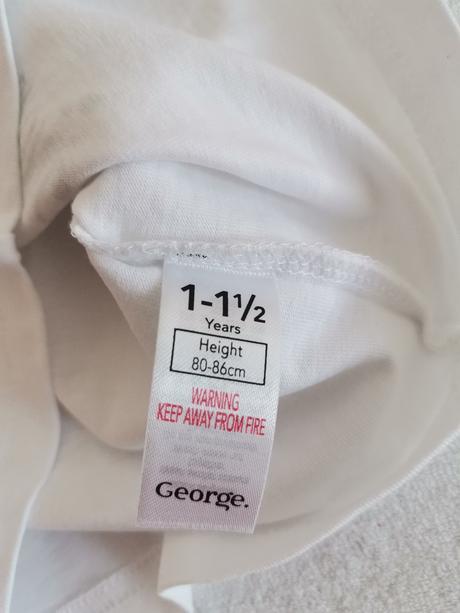 1-1½
Years
Height
80-86cm
WARNING
KEEP AWAY FROM FIRE
George.